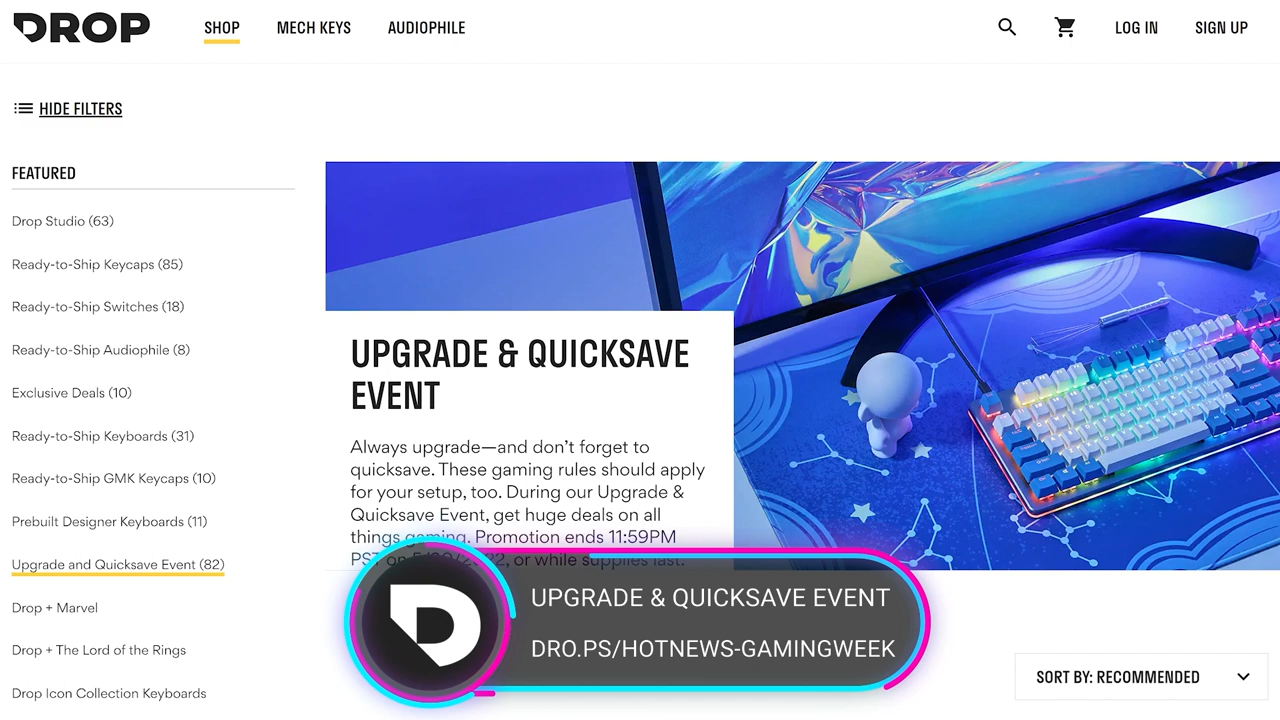 DROP
SHOP
MECH KEYS
AUDIOPHILE
LOG IN
SIGN UP
HIDE FILTERS
FEATURED
Drop Studio (63)
Ready-to-Ship Keycaps (85)
Ready-to-Ship Switches (18)
Ready-to-Ship Audiophile (8)
Exclusive Deals (10)
Ready-to-Ship Keyboards (31)
Ready-to-Ship GMK Keycaps (10)
Prebuilt Designer Keyboards (11)
Upgrade and Quicksave Event (82)
Drop + Marvel
Drop + The Lord of the Rings
Drop Icon Collection Keyboards
UPGRADE & QUICKSAVE
EVENT
Always upgrade—and don't forget to
quicksave. These gaming rules should apply
for your setup, too. During our Upgrade &
Quicksave Event, get huge deals on all
things gaming. Promotion ends 11:59PM
PST on or while supplies last.
UPGRADE & QUICKSAVE EVENT
DRO.PS/HOTNEWS-GAMINGWEEK
SORT BY: RECOMMENDED